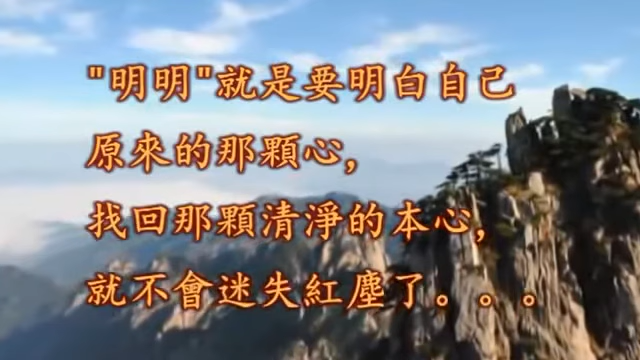 "明明"就是要明白自己
原來的那顆心,
找回那顆清淨的本心,
就不會迷失紅塵了。。。